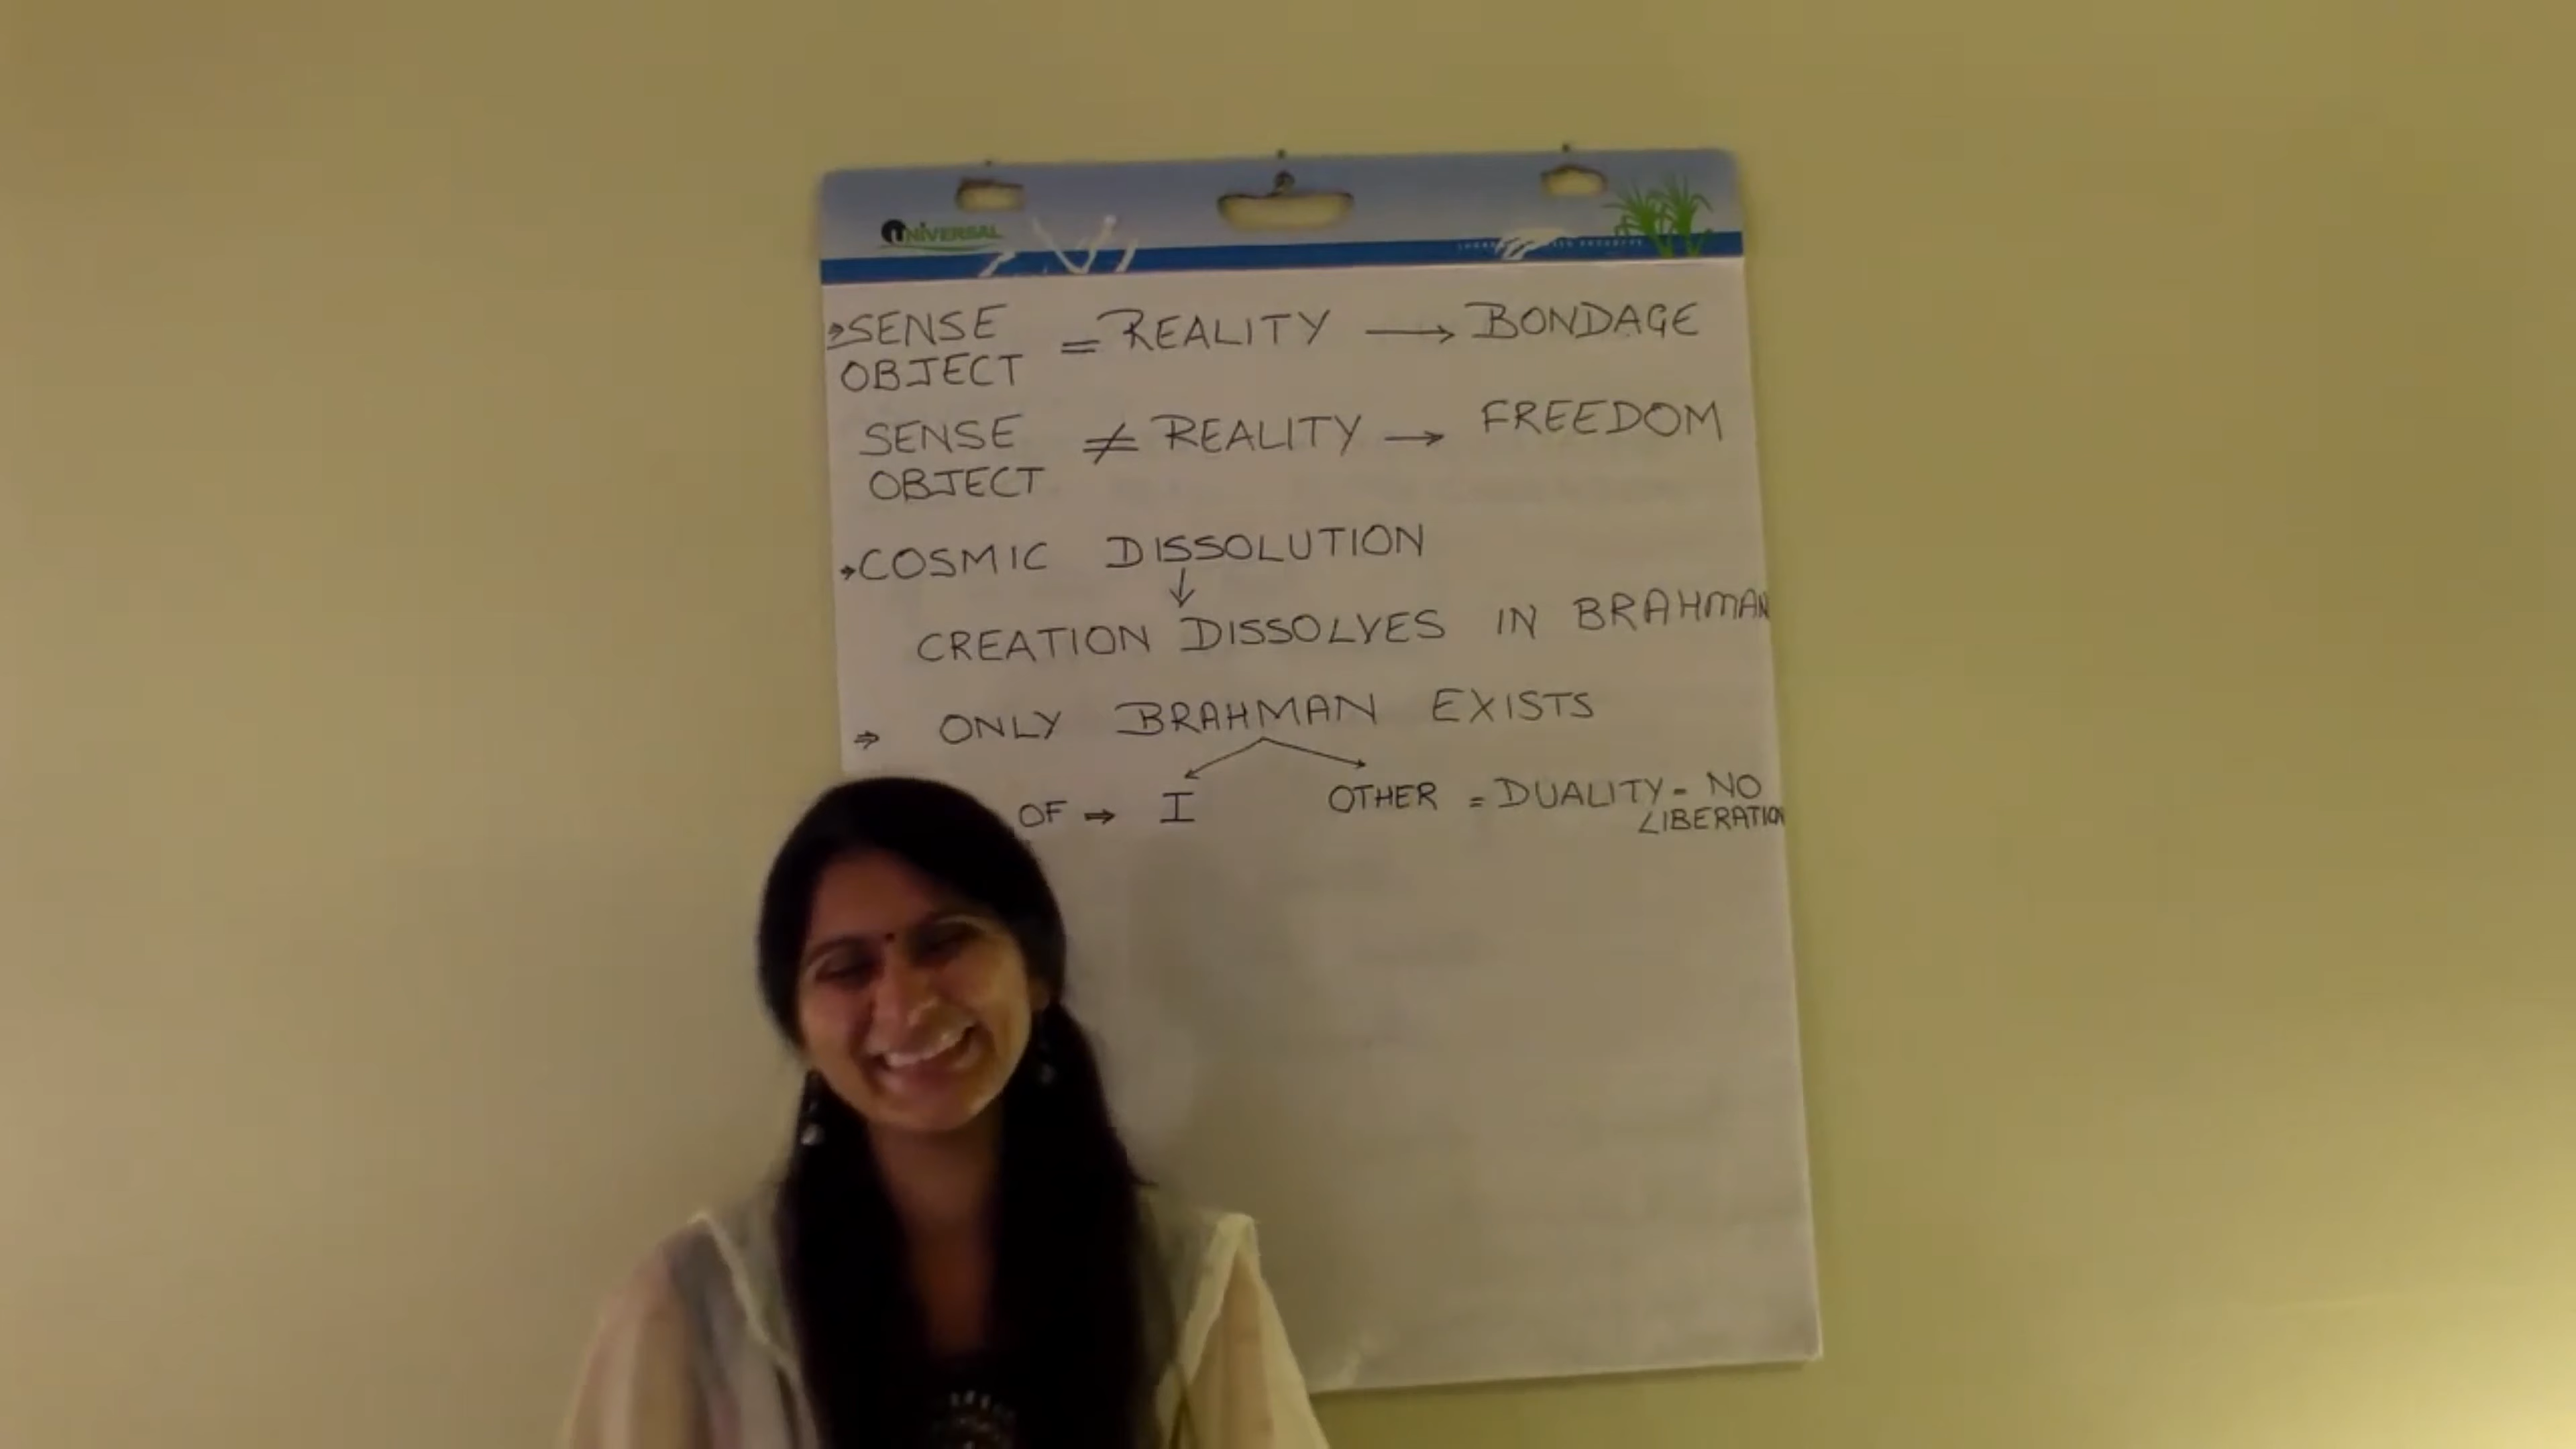 UNIVERSAL
⇒ SENSE OBJECT = REALITY → BONDAGE
SENSE OBJECT ≠ REALITY → FREEDOM
→ COSMIC DISSOLUTION
↓
CREATION DISSOLVES IN BRAHMAN
⇒ ONLY BRAHMAN EXISTS
OF ⇒ I OTHER = DUALITY - NO LIBERATION